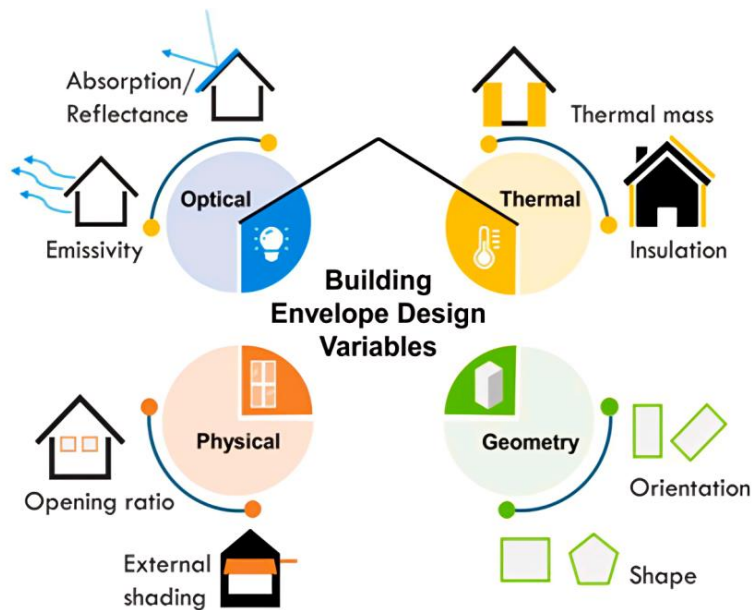 Absorption/
Reflectance
Emissivity
Optical
Thermal mass
Insulation
Thermal
Building
Envelope Design
Variables
Physical
Opening ratio
External
shading
Geometry
Orientation
Shape